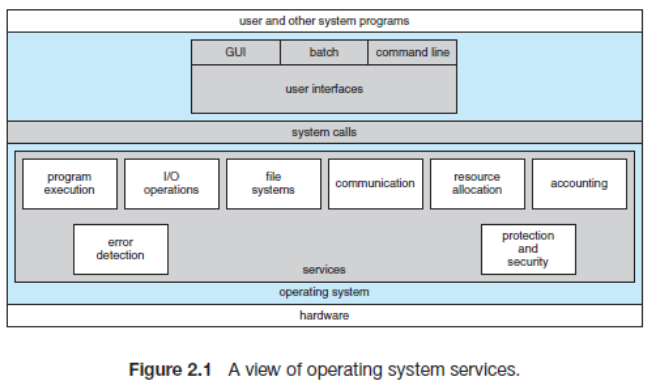 user and other system programs
GUI
batch
command line
user interfaces
system calls
program
execution
I/O
operations
file
systems
communication
resource
allocation
accounting
error
detection
protection
and
security
services
operating system
hardware
Figure 2.1 A view of operating system services.